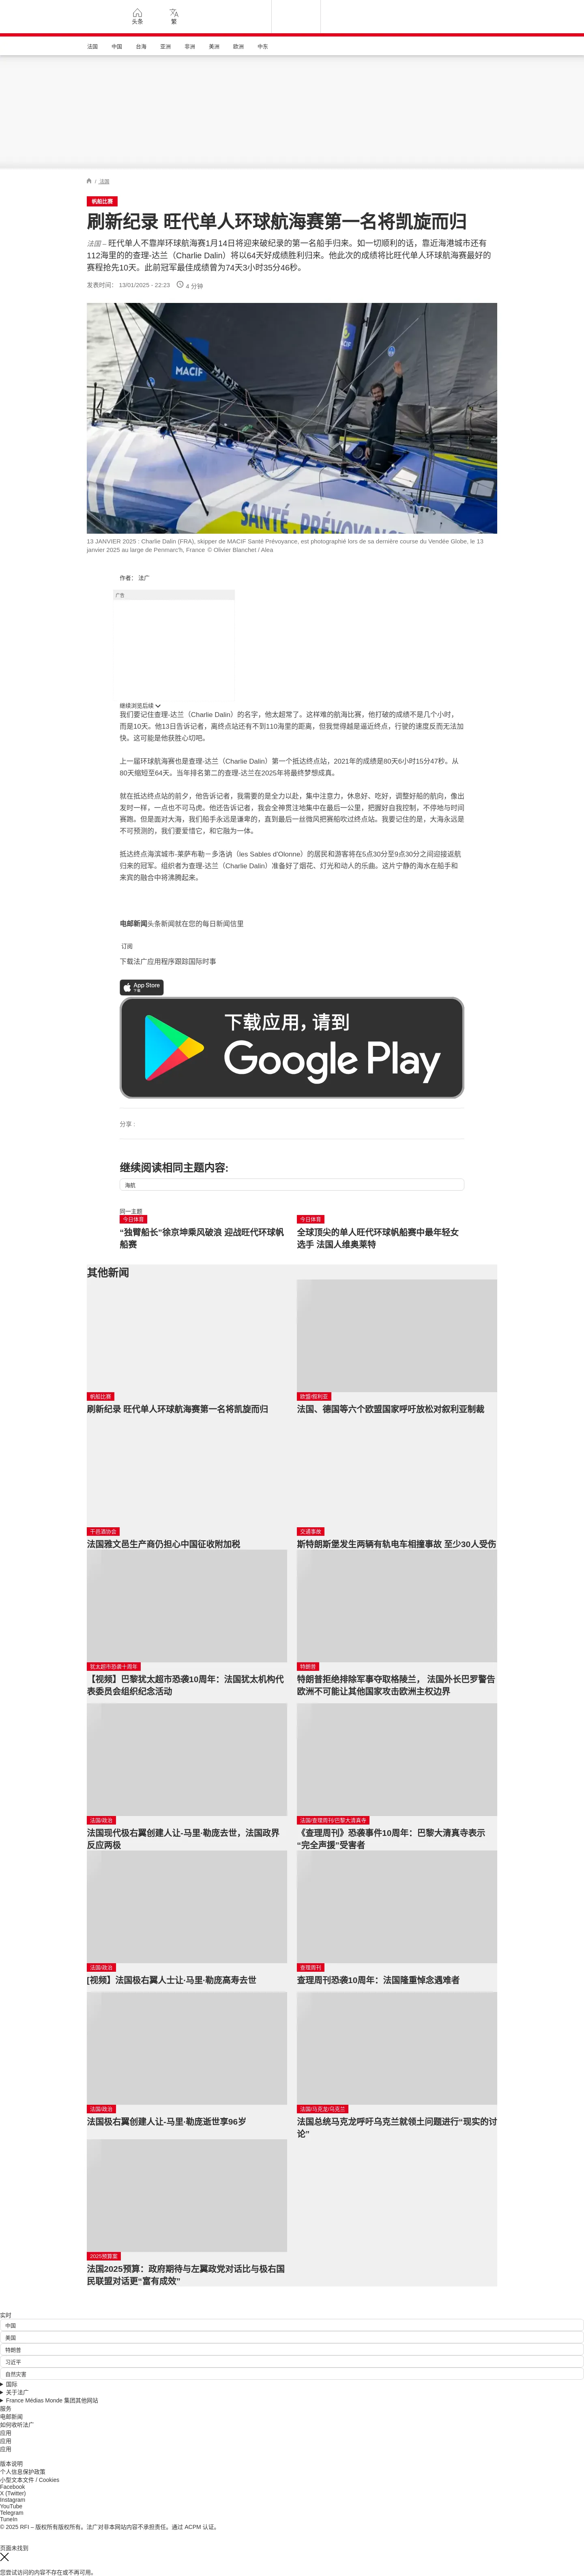 头条
繁
法国
中国
台海
亚洲
非洲
美洲
欧洲
中东
/ 法国
帆船比赛
刷新纪录 旺代单人环球航海赛第一名将凯旋而归
法国 – 旺代单人不靠岸环球航海赛1月14日将迎来破纪录的第一名船手归来。如一切顺利的话，靠近海港城市还有
112海里的的查理-达兰（Charlie Dalin）将以64天好成绩胜利归来。他此次的成绩将比旺代单人环球航海赛最好的
赛程抢先10天。此前冠军最佳成绩曾为74天3小时35分46秒。
发表时间： 13/01/2025 - 22:23
4 分钟
MACIF
MACIF
SANTÉ PRÉVOYANCE
13 JANVIER 2025 : Charlie Dalin (FRA), skipper de MACIF Santé Prévoyance, est photographié lors de sa dernière course du Vendée Globe, le 13
janvier 2025 au large de Penmarc'h, France © Olivier Blanchet / Alea
作者： 法广
广告
继续浏览后续
我们要记住查理-达兰（Charlie Dalin）的名字，他太超常了。这样难的航海比赛，他打破的成绩不是几个小时，
而是10天。他13日告诉记者，离终点站还有不到110海里的距离，但我觉得越是逼近终点，行驶的速度反而无法加
快。这可能是他获胜心切吧。
上一届环球航海赛也是查理-达兰（Charlie Dalin）第一个抵达终点站，2021年的成绩是80天6小时15分47秒。从
80天缩短至64天。当年排名第二的查理-达兰在2025年将最终梦想成真。
就在抵达终点站的前夕，他告诉记者，我需要的是全力以赴，集中注意力，休息好、吃好，调整好船的航向，像出
发时一样，一点也不可马虎。他还告诉记者，我会全神贯注地集中在最后一公里，把握好自我控制，不停地与时间
赛跑。但是面对大海，我们船手永远是谦卑的，直到最后一丝微风把赛船吹过终点站。我要记住的是，大海永远是
不可预测的，我们要爱惜它，和它融为一体。
抵达终点海滨城市-莱萨布勒－多洛讷（les Sables d'Olonne）的居民和游客将在5点30分至9点30分之间迎接返航
归来的冠军。组织者为查理-达兰（Charlie Dalin）准备好了烟花、灯光和动人的乐曲。这片宁静的海水在船手和
来宾的融合中将沸腾起来。
电邮新闻头条新闻就在您的每日新闻信里
订阅
下载法广应用程序跟踪国际时事
App Store
下载
下载应用，请到
Google Play
分享 :
继续阅读相同主题内容:
海航
同一主题
今日体育
“独臂船长”徐京坤乘风破浪 迎战旺代环球帆
船赛
今日体育
全球顶尖的单人旺代环球帆船赛中最年轻女
选手 法国人维奥莱特
其他新闻
帆船比赛
刷新纪录 旺代单人环球航海赛第一名将凯旋而归
欧盟/叙利亚
法国、德国等六个欧盟国家呼吁放松对叙利亚制裁
干邑酒协会
法国雅文邑生产商仍担心中国征收附加税
交通事故
斯特朗斯堡发生两辆有轨电车相撞事故 至少30人受伤
犹太超市恐袭十周年
【视频】巴黎犹太超市恐袭10周年：法国犹太机构代
表委员会组织纪念活动
特朗普
特朗普拒绝排除军事夺取格陵兰， 法国外长巴罗警告
欧洲不可能让其他国家攻击欧洲主权边界
法国/政治
法国现代极右翼创建人让-马里·勒庞去世，法国政界
反应两极
法国/查理周刊/巴黎大清真寺
《查理周刊》恐袭事件10周年：巴黎大清真寺表示
“完全声援”受害者
法国/政治
[视频】法国极右翼人士让·马里·勒庞高寿去世
查理周刊
查理周刊恐袭10周年：法国隆重悼念遇难者
法国/政治
法国极右翼创建人让-马里·勒庞逝世享96岁
法国/马克龙/乌克兰
法国总统马克龙呼吁乌克兰就领土问题进行“现实的讨
论”
2025预算案
法国2025预算：政府期待与左翼政党对话比与极右国
民联盟对话更“富有成效”
实时
中国
美国
特朗普
习近平
自然灾害
国际
关于法广
France Médias Monde 集团其他网站
服务
电邮新闻
如何收听法广
应用
应用
应用
版本说明
个人信息保护政策
小型文本文件 / Cookies
Facebook
X (Twitter)
Instagram
YouTube
Telegram
TuneIn
© 2025 RFI – 版权所有版权所有。法广对非本网站内容不承担责任。通过 ACPM 认证。
页面未找到
您尝试访问的内容不存在或不再可用。